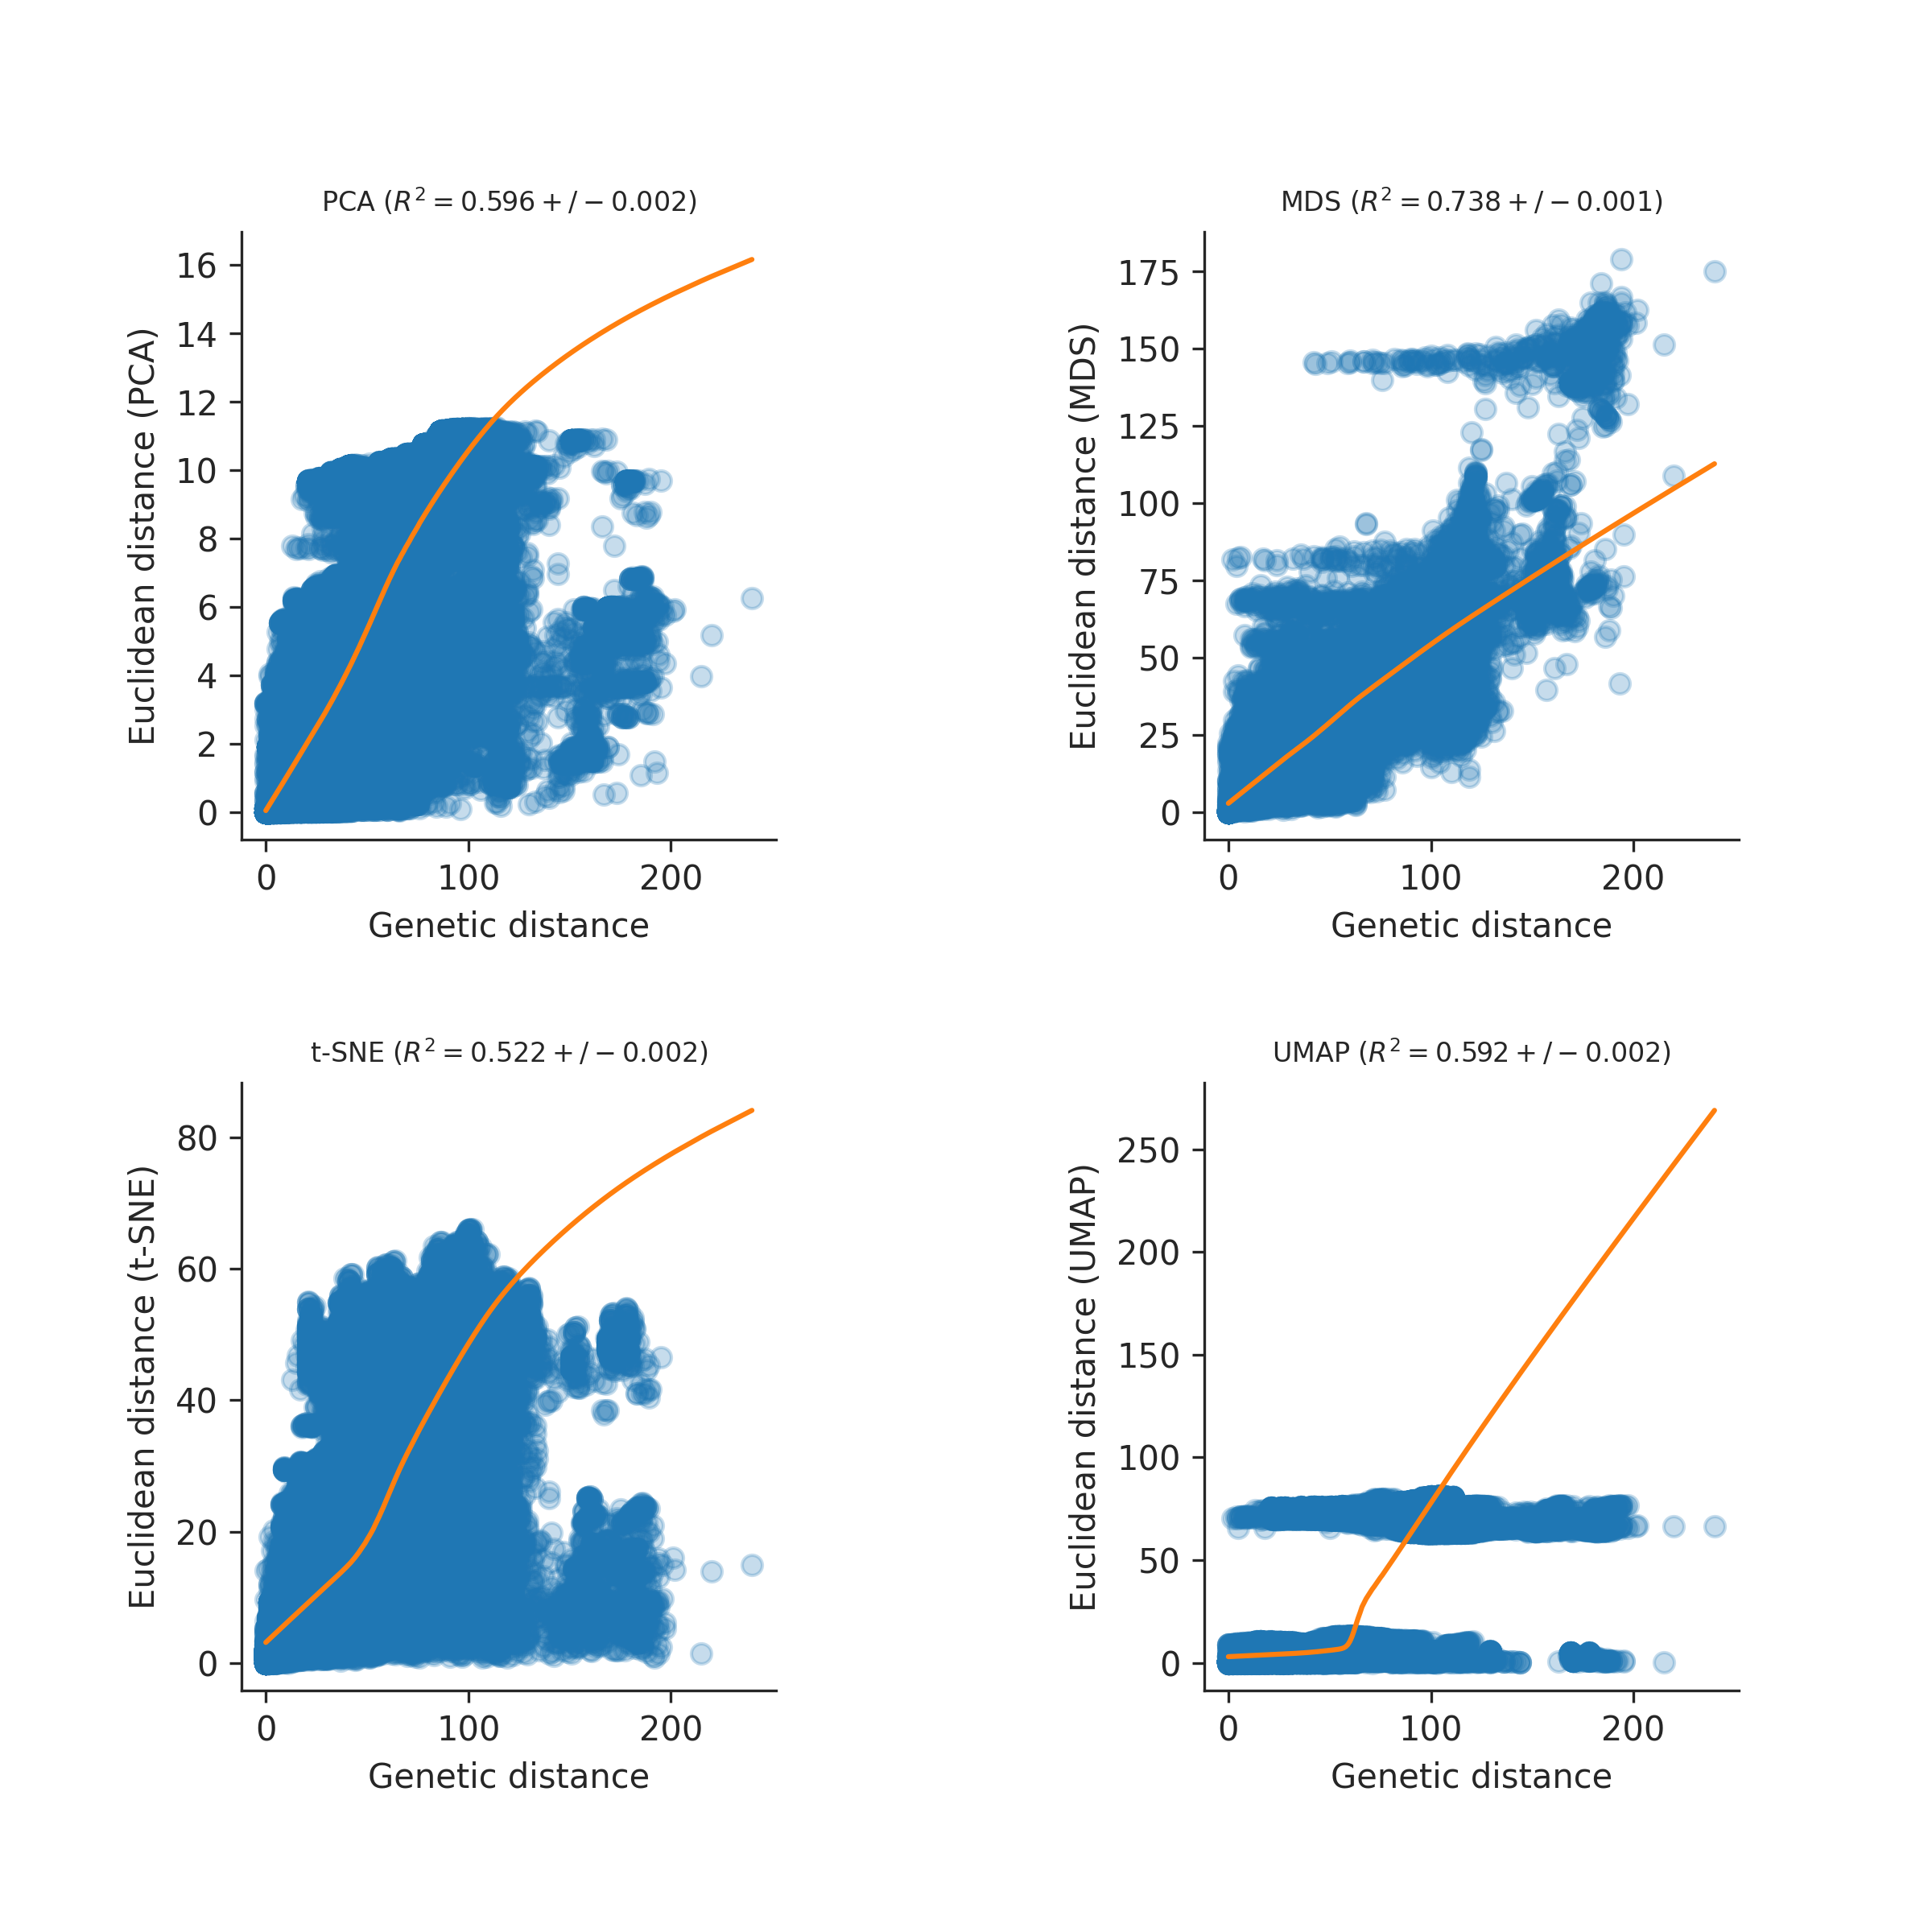 PCA (R² = 0.596 + / − 0.002)
16
14
12
10
8
6
4
2
0
Euclidean distance (PCA)
0 100 200
Genetic distance
MDS (R² = 0.738 + / − 0.001)
175
150
125
100
75
50
25
0
Euclidean distance (MDS)
0 100 200
Genetic distance
t-SNE (R² = 0.522 + / − 0.002)
80
60
40
20
0
Euclidean distance (t-SNE)
0 100 200
Genetic distance
UMAP (R² = 0.592 + / − 0.002)
250
200
150
100
50
0
Euclidean distance (UMAP)
0 100 200
Genetic distance